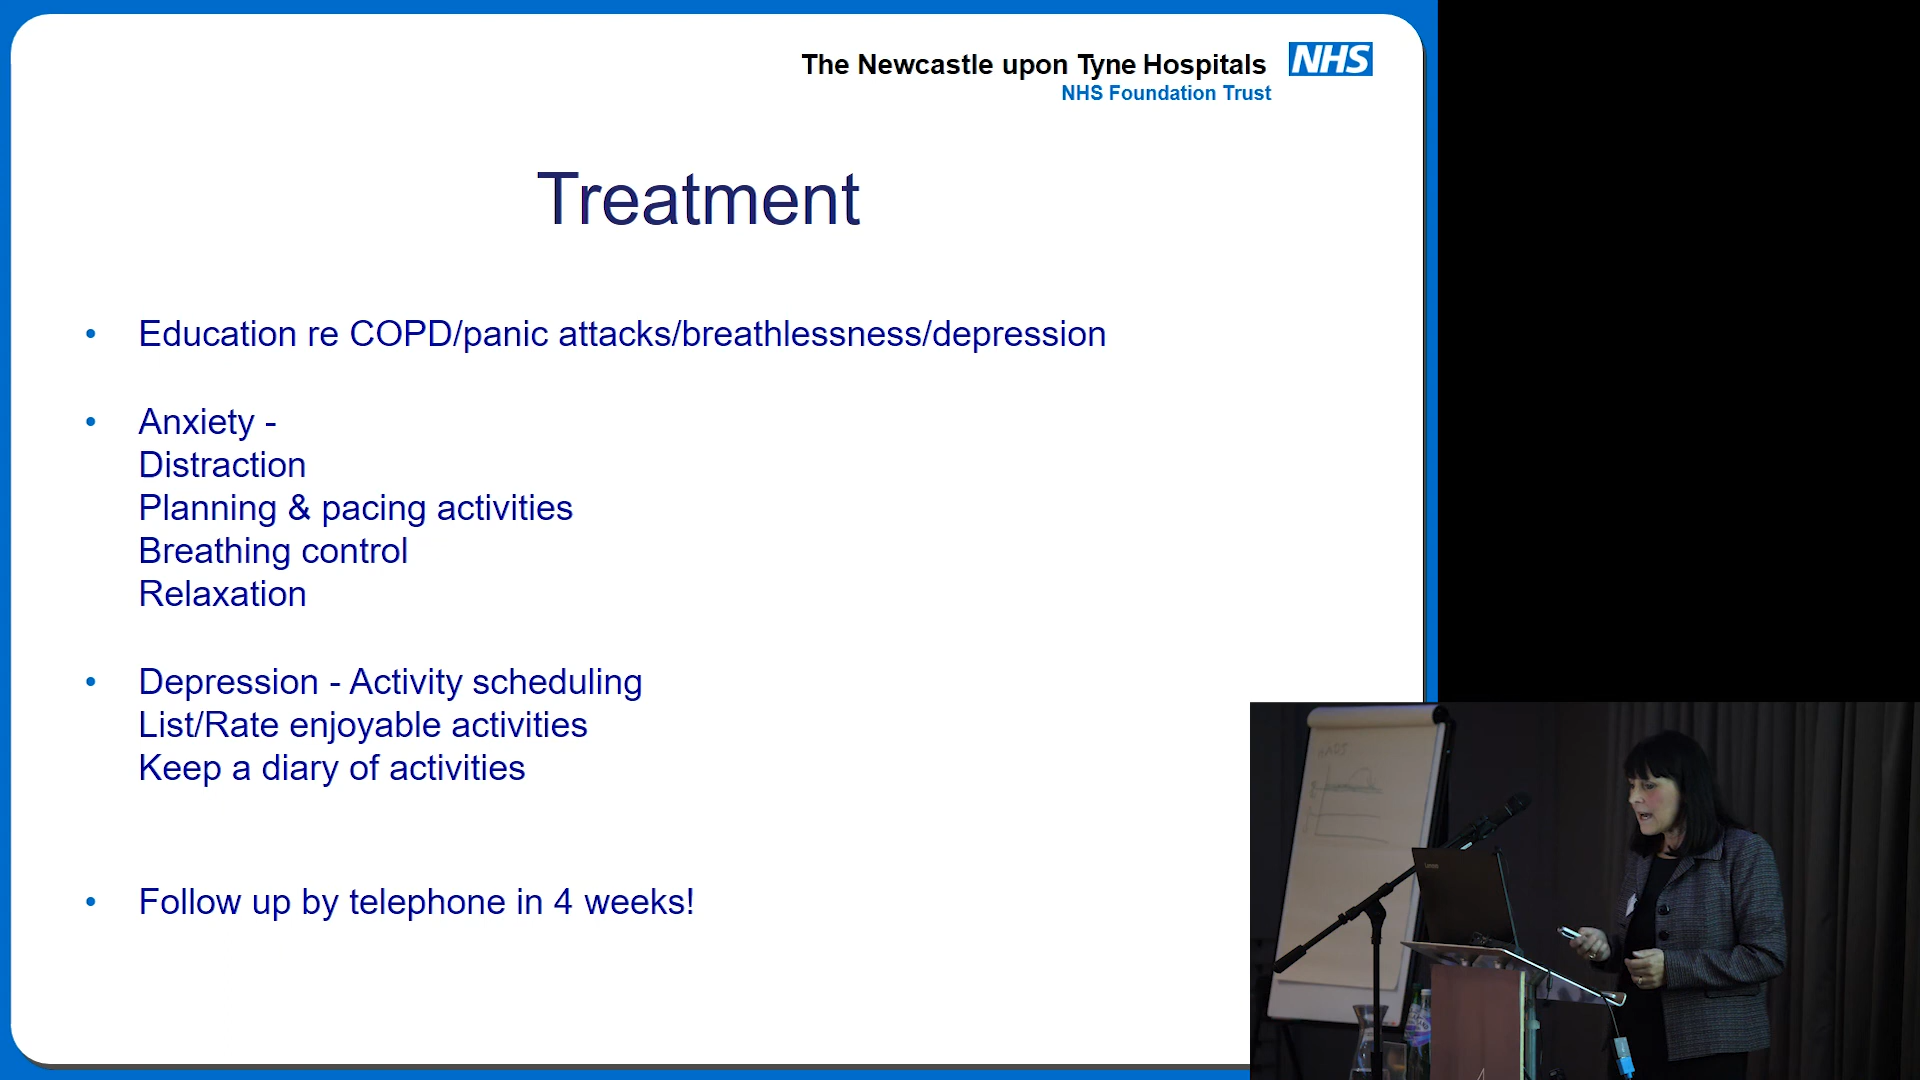 The Newcastle upon Tyne Hospitals NHS
NHS Foundation Trust
Treatment
• Education re COPD/panic attacks/breathlessness/depression
• Anxiety -
Distraction
Planning & pacing activities
Breathing control
Relaxation
• Depression - Activity scheduling
List/Rate enjoyable activities
Keep a diary of activities
• Follow up by telephone in 4 weeks!